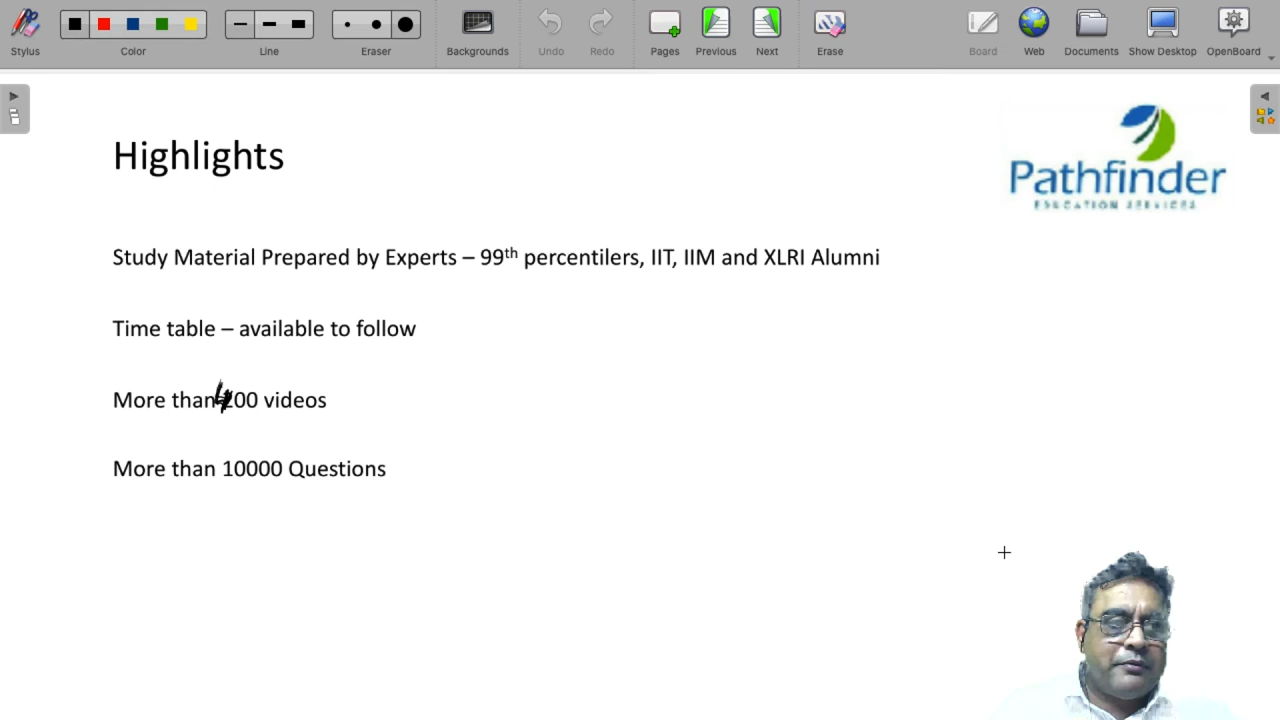 Stylus
Color
Line
Eraser
Backgrounds
Undo
Redo
Pages
Previous
Next
Erase
Board
Web
Documents
Show Desktop
OpenBoard
Highlights
Pathfinder
EDUCATION SERVICES
Study Material Prepared by Experts – 99th percentilers, IIT, IIM and XLRI Alumni
Time table – available to follow
More than 400 videos
More than 10000 Questions